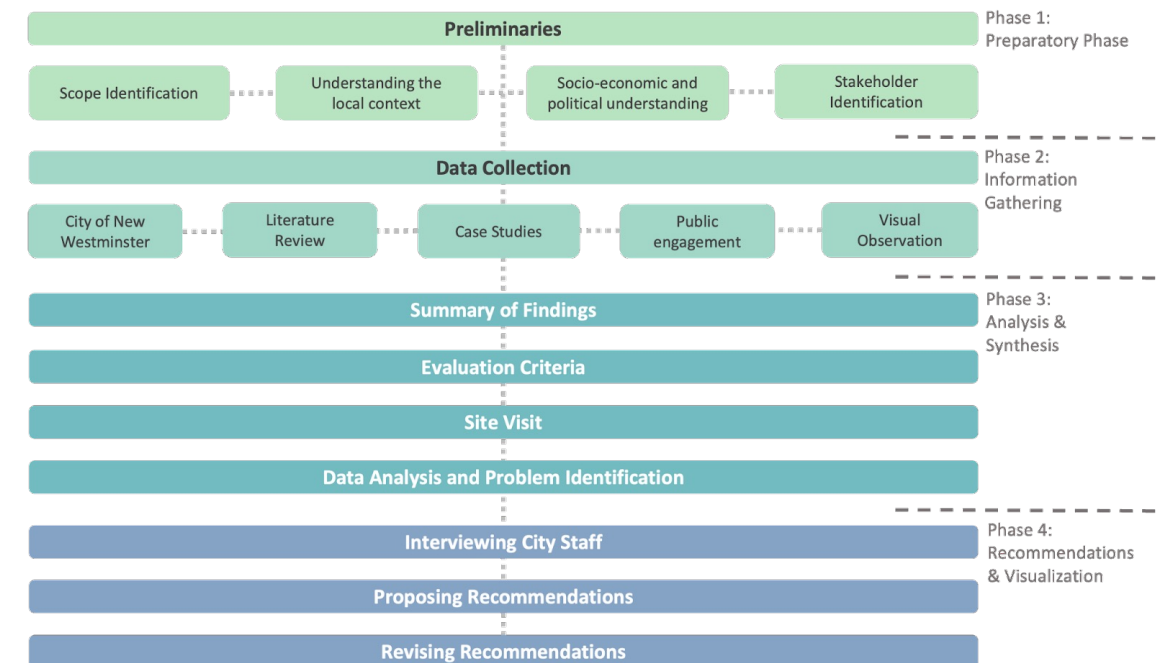 Preliminaries
Phase 1:
Preparatory Phase
Scope Identification
Understanding the
local context
Socio-economic and
political understanding
Stakeholder
Identification
Data Collection
Phase 2:
Information
Gathering
City of New
Westminster
Literature
Review
Case Studies
Public
engagement
Visual
Observation
Summary of Findings
Phase 3:
Analysis &
Synthesis
Evaluation Criteria
Site Visit
Data Analysis and Problem Identification
Interviewing City Staff
Phase 4:
Recommendations
& Visualization
Proposing Recommendations
Revising Recommendations